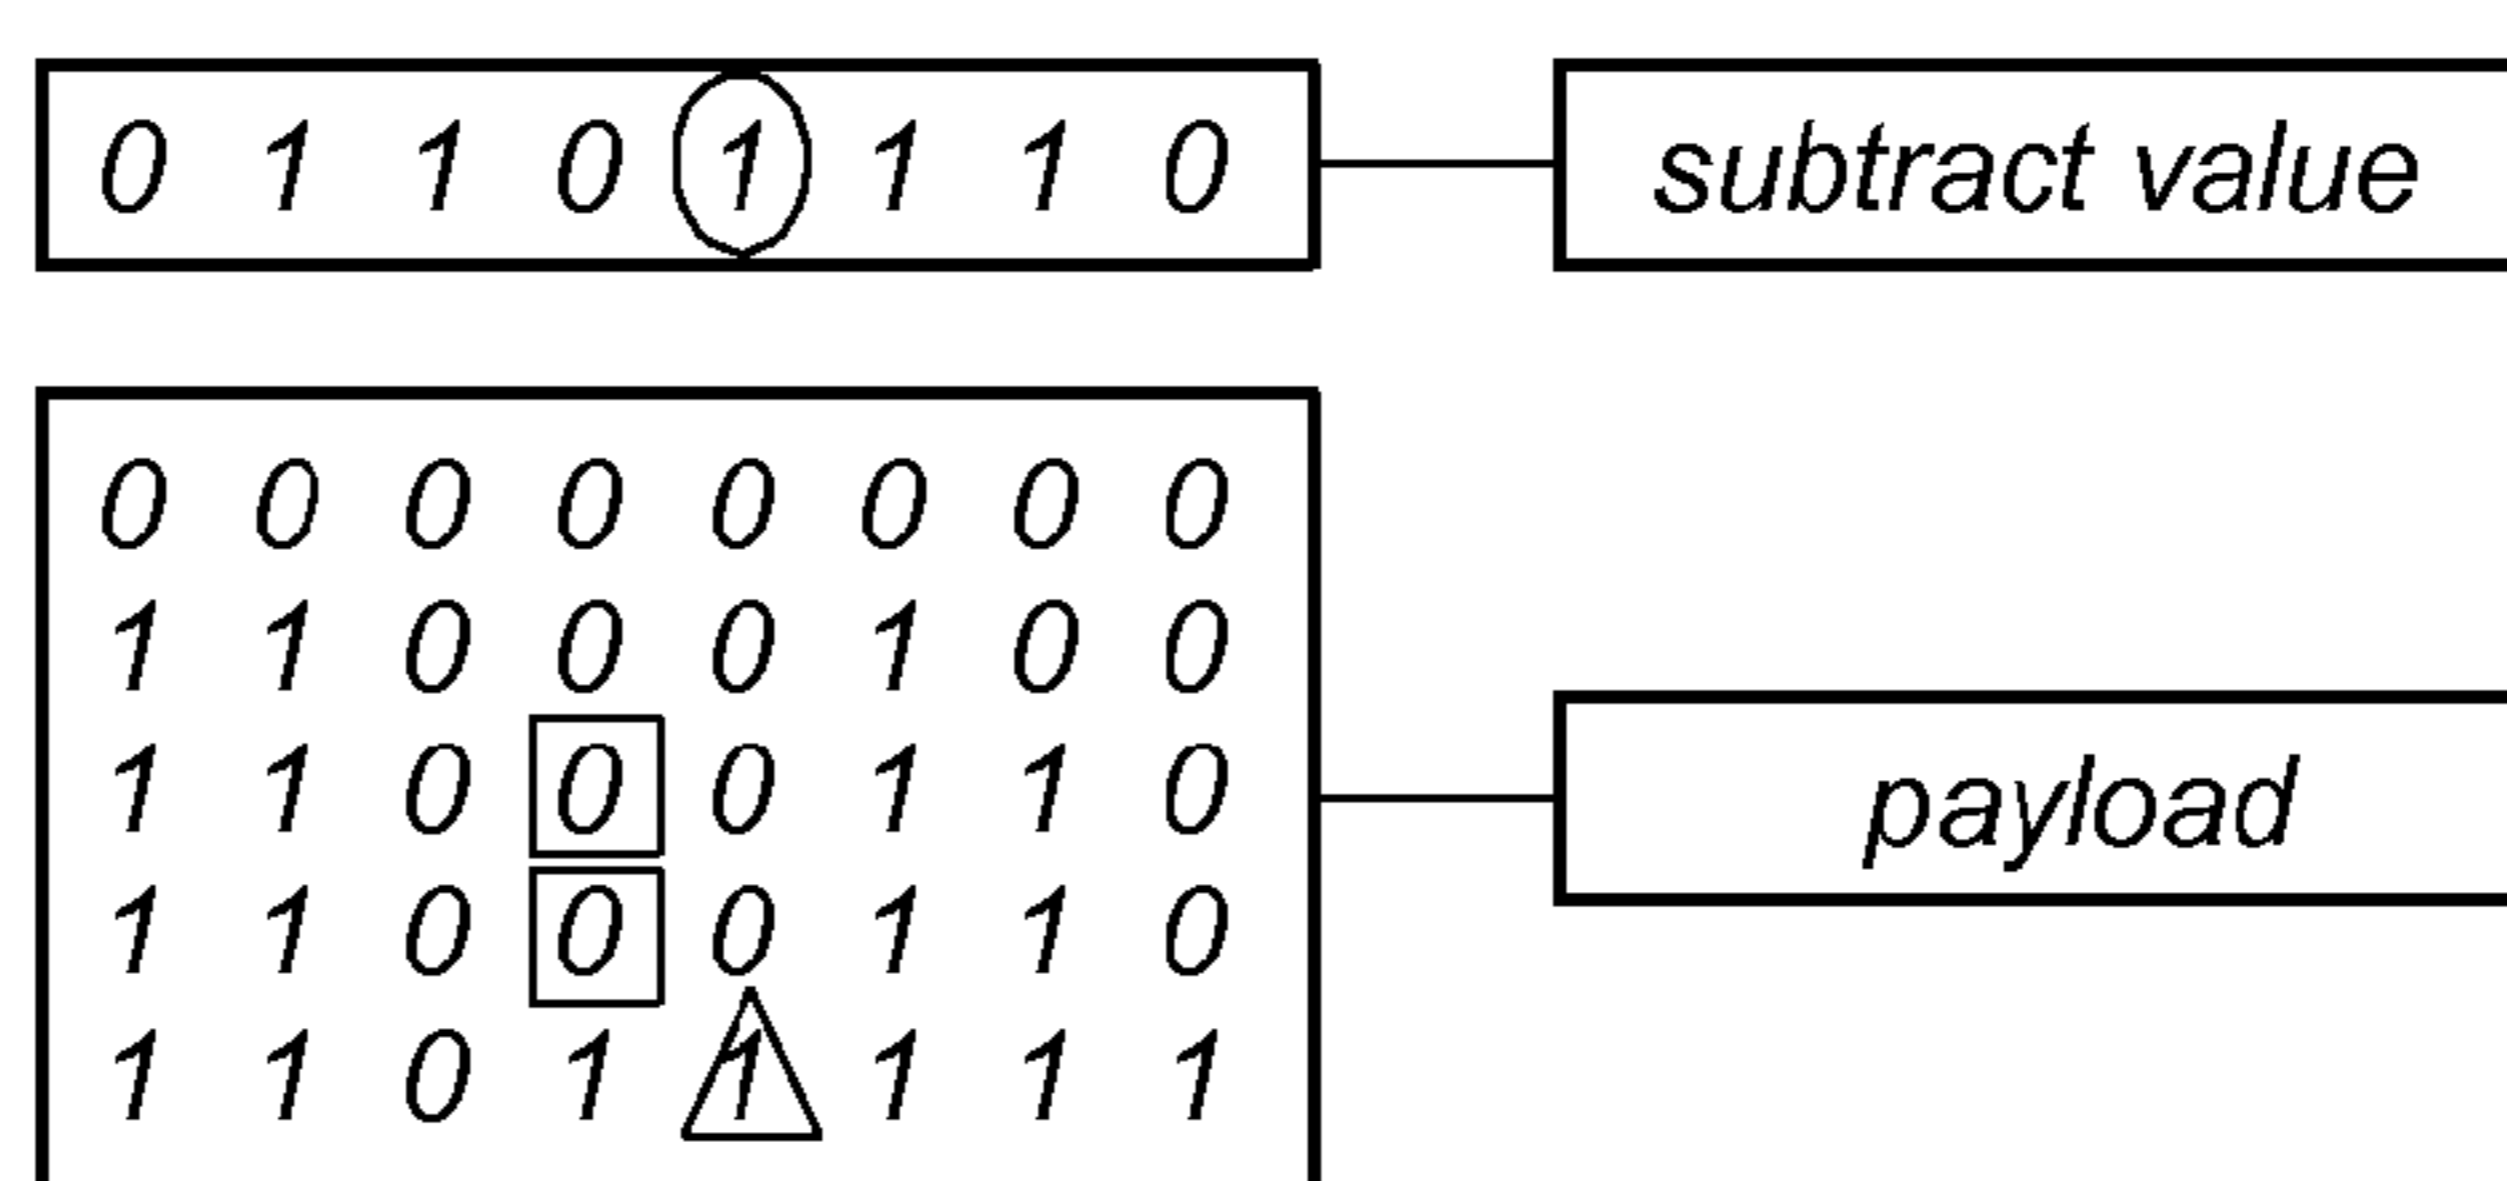 0 1 1 0 1 1 1 0
subtract value
0 0 0 0 0 0 0 0
1 1 0 0 0 1 0 0
1 1 0 0 0 1 1 0
payload
1 1 0 0 0 1 1 0
1 1 0 1 1 1 1 1